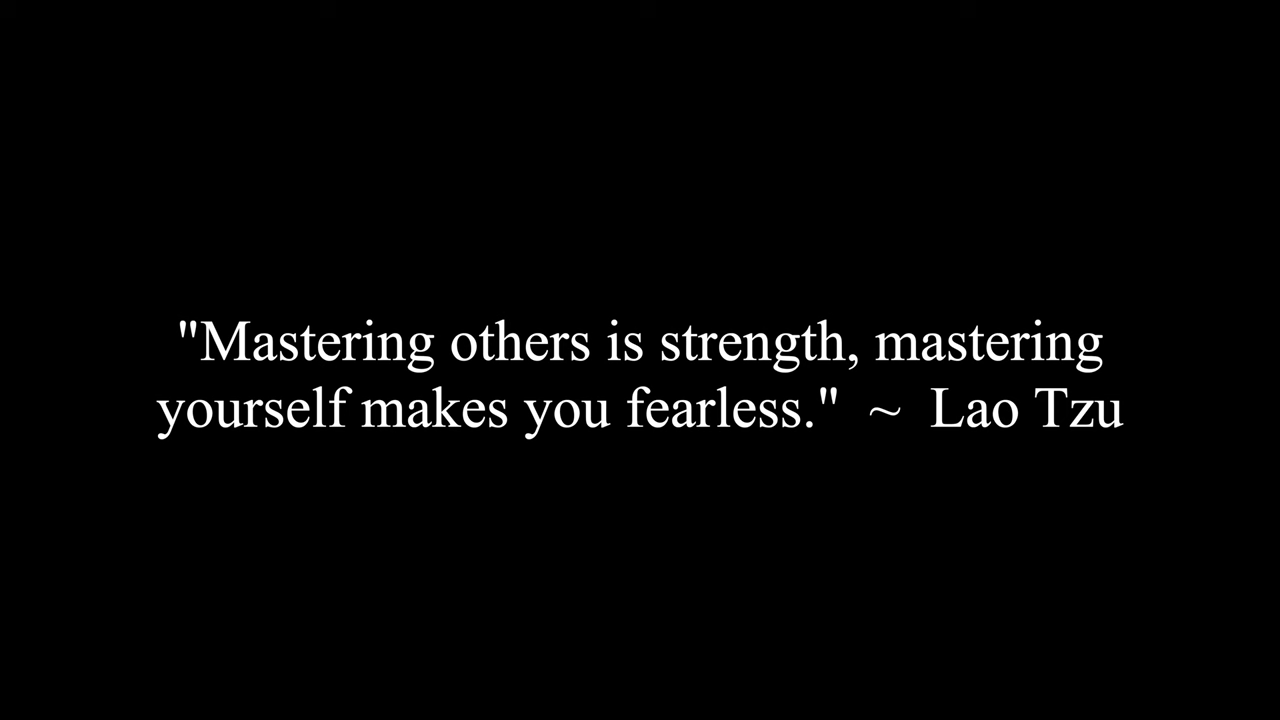 "Mastering others is strength, mastering
yourself makes you fearless."  ~  Lao Tzu